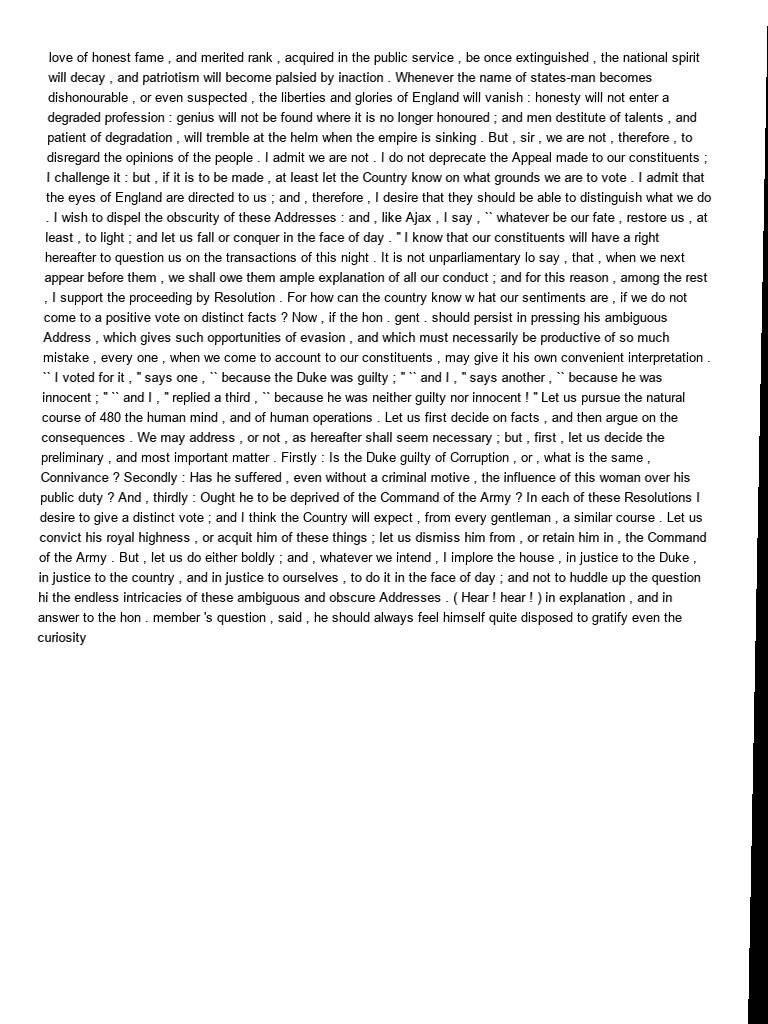 love of honest fame , and merited rank , acquired in the public service , be once extinguished , the national spirit
will decay , and patriotism will become palsied by inaction . Whenever the name of states-man becomes
dishonourable , or even suspected , the liberties and glories of England will vanish : honesty will not enter a
degraded profession : genius will not be found where it is no longer honoured ; and men destitute of talents , and
patient of degradation , will tremble at the helm when the empire is sinking . But , sir , we are not , therefore , to
disregard the opinions of the people . I admit we are not . I do not deprecate the Appeal made to our constituents ;
I challenge it : but , if it is to be made , at least let the Country know on what grounds we are to vote . I admit that
the eyes of England are directed to us ; and , therefore , I desire that they should be able to distinguish what we do
. I wish to dispel the obscurity of these Addresses : and , like Ajax , I say , `` whatever be our fate , restore us , at
least , to light ; and let us fall or conquer in the face of day . " I know that our constituents will have a right
hereafter to question us on the transactions of this night . It is not unparliamentary lo say , that , when we next
appear before them , we shall owe them ample explanation of all our conduct ; and for this reason , among the rest
, I support the proceeding by Resolution . For how can the country know w hat our sentiments are , if we do not
come to a positive vote on distinct facts ? Now , if the hon . gent . should persist in pressing his ambiguous
Address , which gives such opportunities of evasion , and which must necessarily be productive of so much
mistake , every one , when we come to account to our constituents , may give it his own convenient interpretation .
`` I voted for it , " says one , `` because the Duke was guilty ; " `` and I , " says another , `` because he was
innocent ; " `` and I , " replied a third , `` because he was neither guilty nor innocent ! " Let us pursue the natural
course of 480 the human mind , and of human operations . Let us first decide on facts , and then argue on the
consequences . We may address , or not , as hereafter shall seem necessary ; but , first , let us decide the
preliminary , and most important matter . Firstly : Is the Duke guilty of Corruption , or , what is the same ,
Connivance ? Secondly : Has he suffered , even without a criminal motive , the influence of this woman over his
public duty ? And , thirdly : Ought he to be deprived of the Command of the Army ? In each of these Resolutions I
desire to give a distinct vote ; and I think the Country will expect , from every gentleman , a similar course . Let us
convict his royal highness , or acquit him of these things ; let us dismiss him from , or retain him in , the Command
of the Army . But , let us do either boldly ; and , whatever we intend , I implore the house , in justice to the Duke ,
in justice to the country , and in justice to ourselves , to do it in the face of day ; and not to huddle up the question
hi the endless intricacies of these ambiguous and obscure Addresses . ( Hear ! hear ! ) in explanation , and in
answer to the hon . member 's question , said , he should always feel himself quite disposed to gratify even the
curiosity